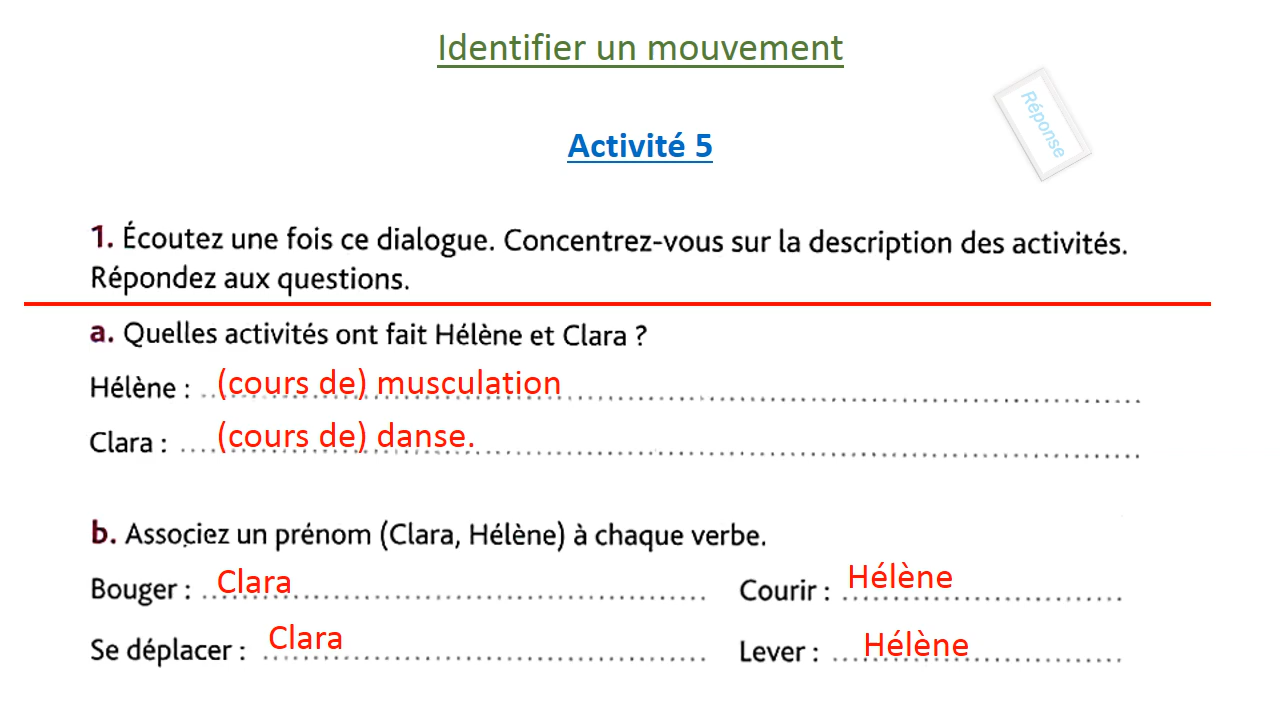 Identifier un mouvement
Réponse
Activité 5
1. Écoutez une fois ce dialogue. Concentrez-vous sur la description des activités.
Répondez aux questions.
a. Quelles activités ont fait Hélène et Clara ?
Hélène : (cours de) musculation
Clara : (cours de) danse.
b. Associez un prénom (Clara, Hélène) à chaque verbe.
Bouger : Clara Courir : Hélène
Se déplacer : Clara Lever : Hélène